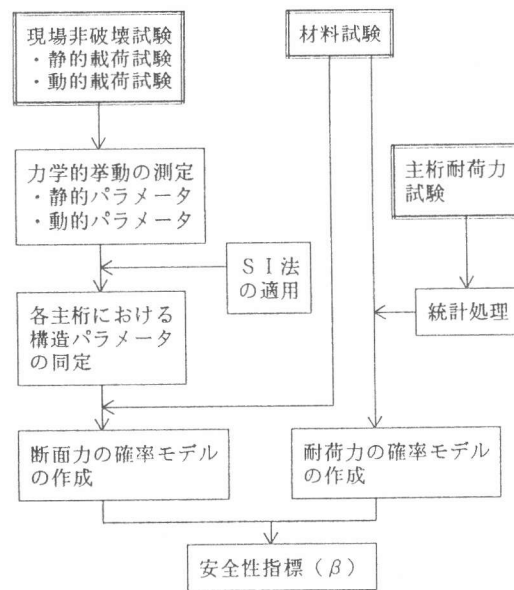 現場非破壊試験
・静的載荷試験
・動的載荷試験
材料試験
力学的挙動の測定
・静的パラメータ
・動的パラメータ
主桁耐荷力
試験
ＳＩ法
の適用
各主桁における
構造パラメータ
の同定
統計処理
断面力の確率モデル
の作成
耐荷力の確率モデル
の作成
安全性指標（β）